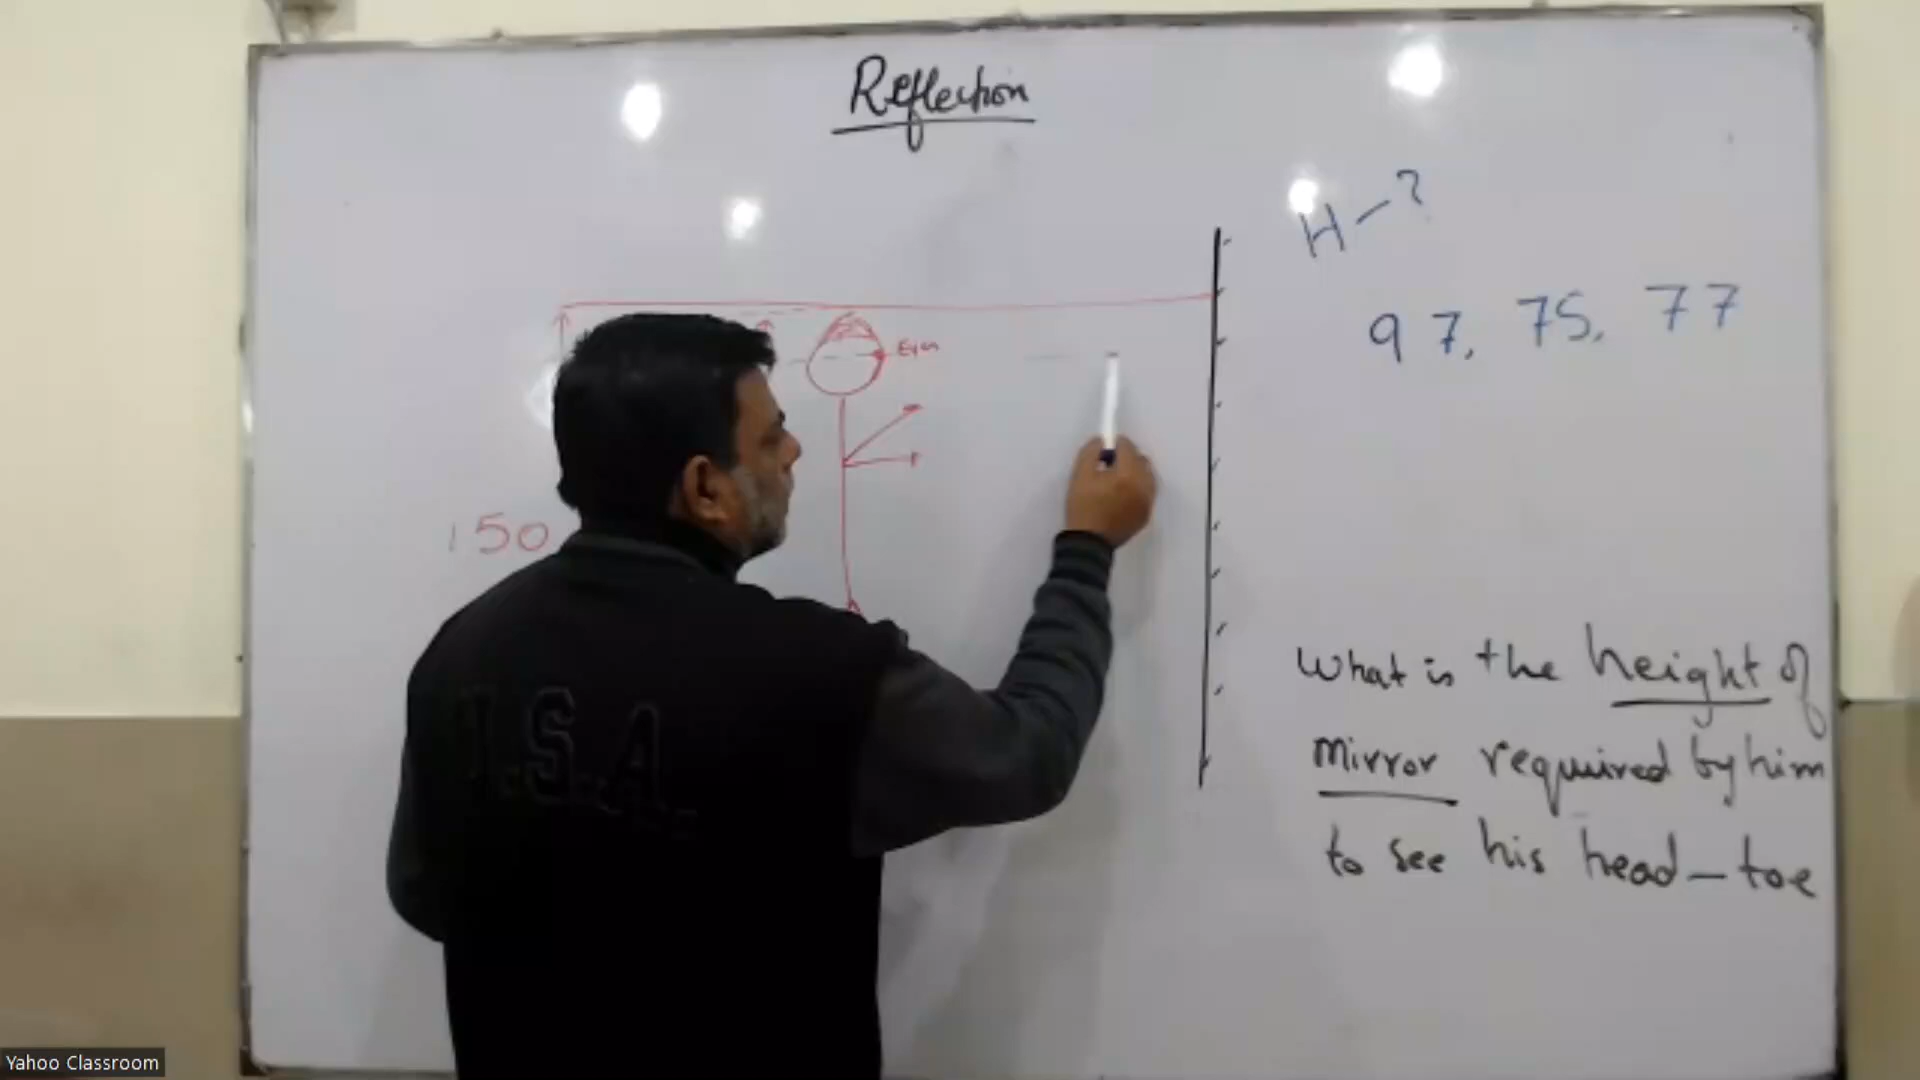 Reflection
H-?
97, 75, 77
Eyes
150
U.S.A.
What is the height of
Mirror required by him
to see his head-toe
Yahoo Classroom